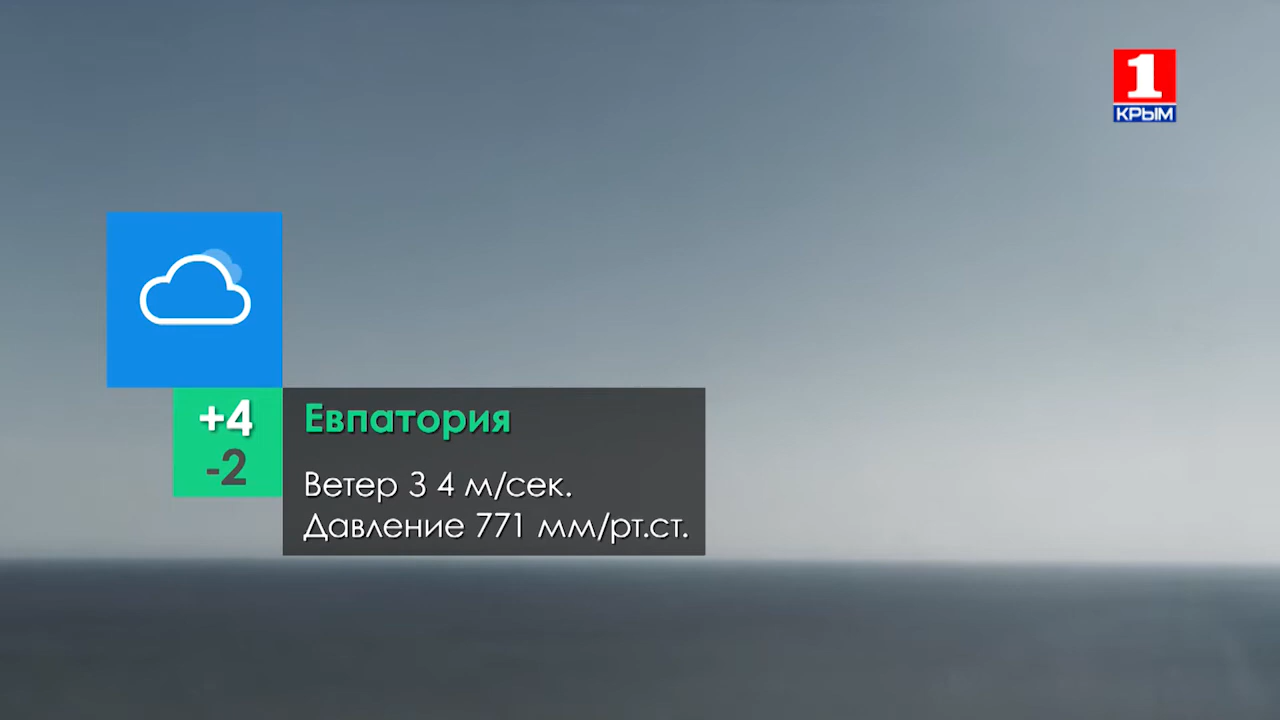 1
КРЫМ
+4
-2
Евпатория
Ветер 3 4 м/сек.
Давление 771 мм/рт.ст.